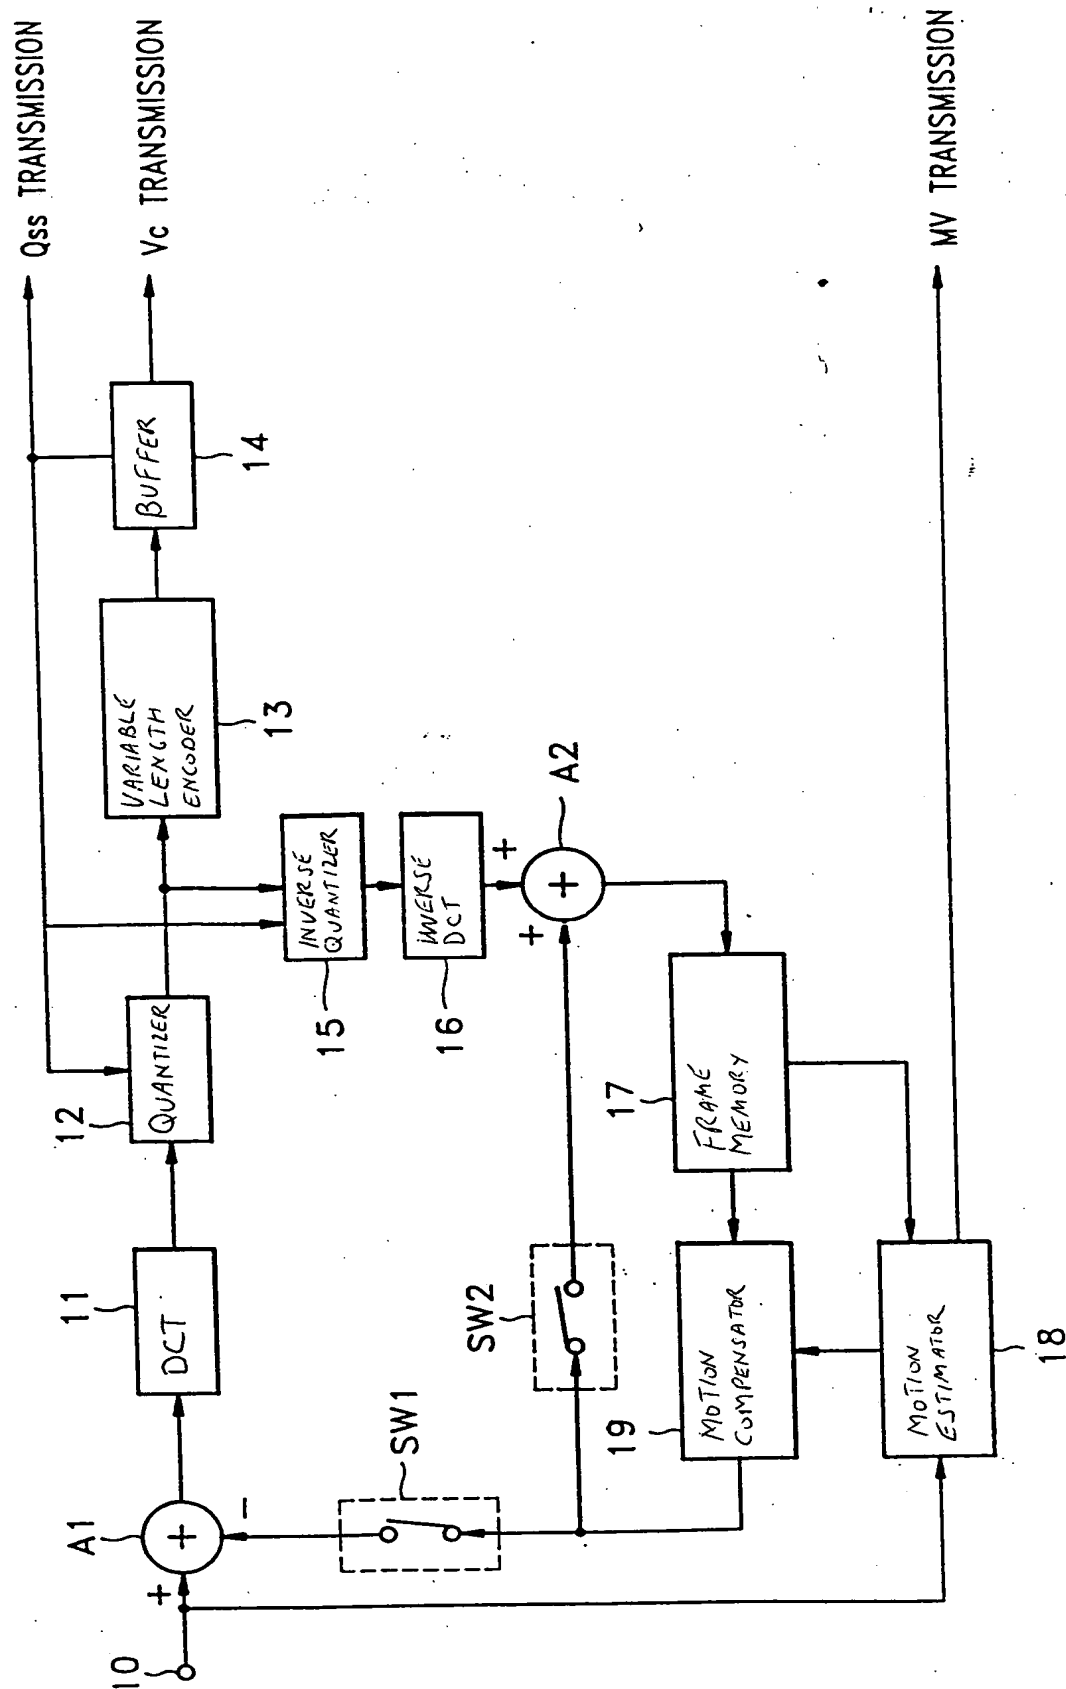 Qss TRANSMISSION
Vc TRANSMISSION
MV TRANSMISSION
10
A1
+
+
−
11
DCT
12
QUANTIZER
VARIABLE
LENGTH
ENCODER
13
BUFFER
14
15
INVERSE
QUANTIZER
16
INVERSE
DCT
A2
+
+
+
SW1
SW2
17
FRAME
MEMORY
19
MOTION
COMPENSATOR
MOTION
ESTIMATOR
18